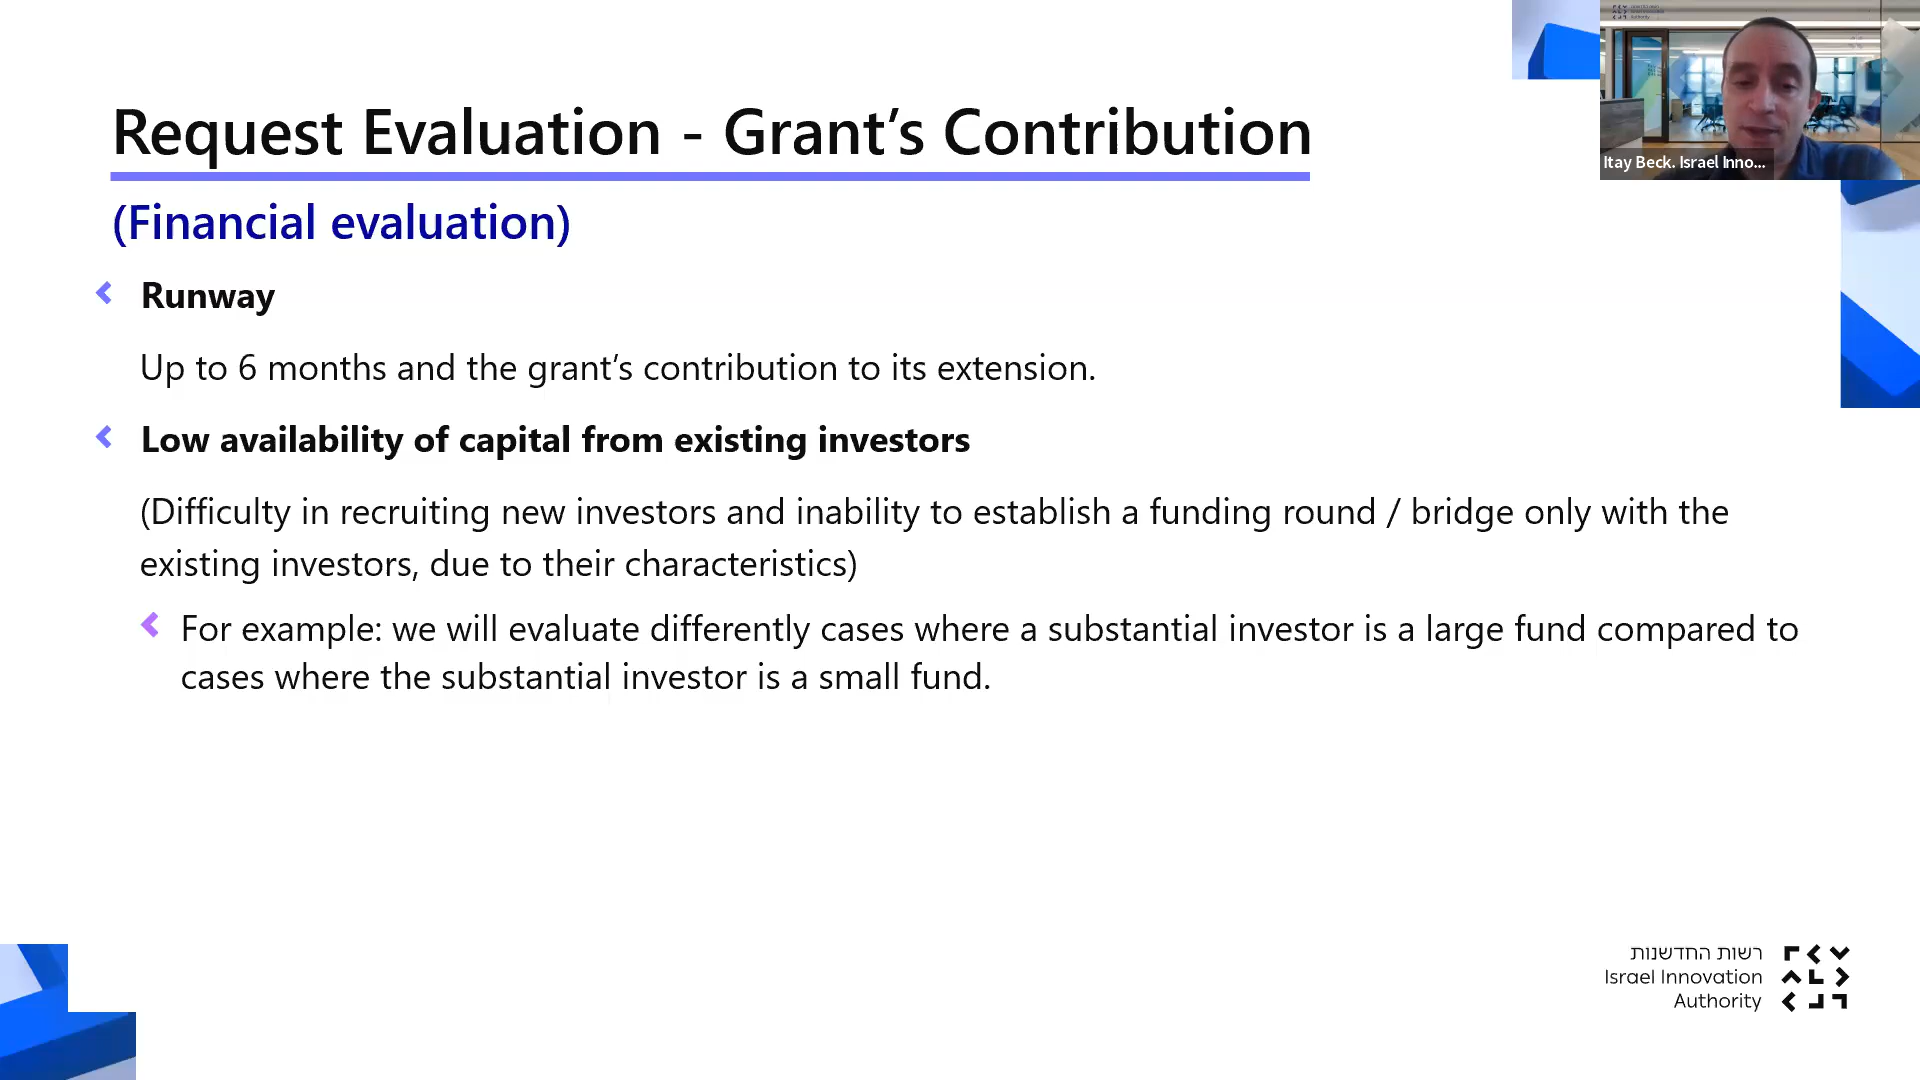 Request Evaluation - Grant’s Contribution
(Financial evaluation)
Runway
Up to 6 months and the grant’s contribution to its extension.
Low availability of capital from existing investors
(Difficulty in recruiting new investors and inability to establish a funding round / bridge only with the
existing investors, due to their characteristics)
For example: we will evaluate differently cases where a substantial investor is a large fund compared to
cases where the substantial investor is a small fund.
Itay Beck. Israel Inno...
רשות החדשנות
Israel Innovation
Authority